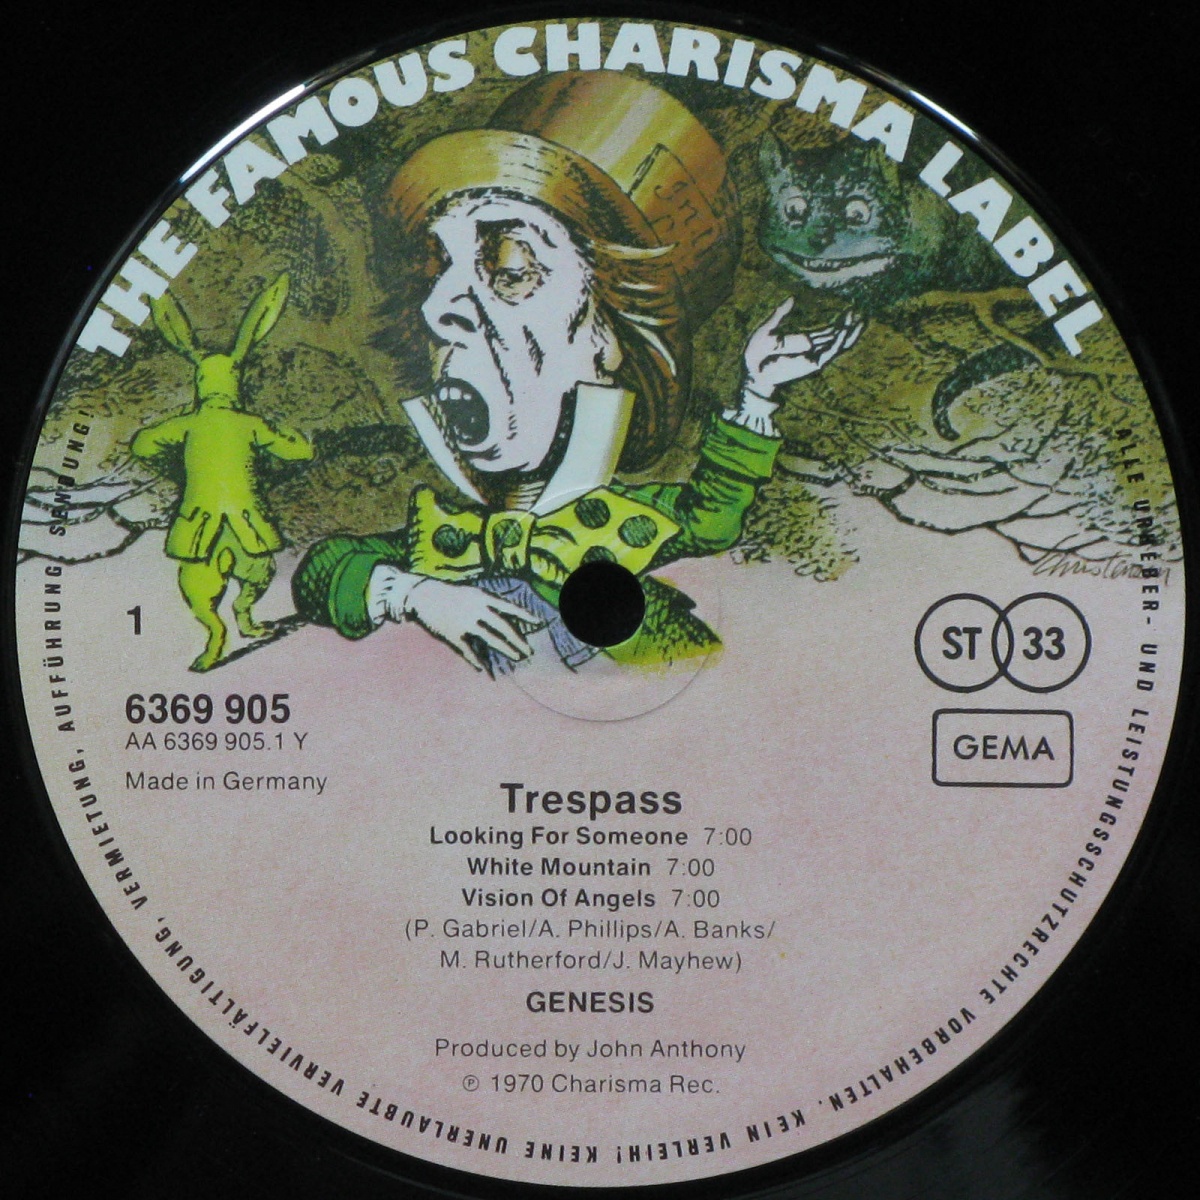 THE FAMOUS CHARISMA LABEL
In
1
ST 33
6369 905
AA 6369 905.1 Y
GEMA
Made in Germany
Trespass
Looking For Someone 7:00
White Mountain 7:00
Vision Of Angels 7:00
(P. Gabriel/A. Phillips/A. Banks/
M. Rutherford/J. Mayhew)
GENESIS
Produced by John Anthony
℗ 1970 Charisma Rec.
ALLE URHEBER- UND LEISTUNGSSCHUTZRECHTE VORBEHALTEN. KEIN VERLEIH! KEINE UNERLAUBTE VERVIELFÄLTIGUNG, VERMIETUNG, AUFFÜHRUNG, SENDUNG!